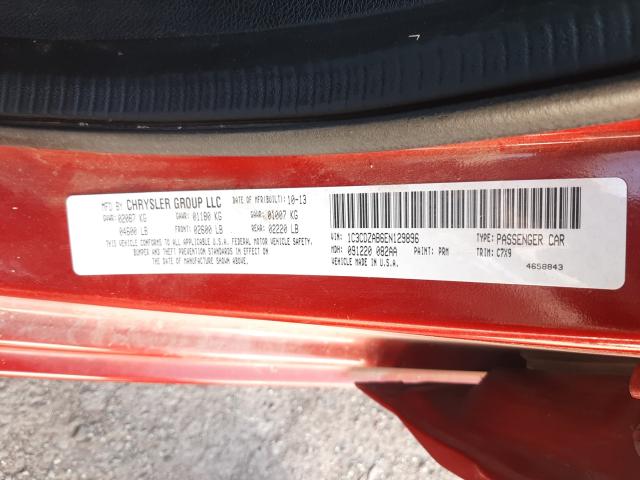 MFD BY CHRYSLER GROUP LLC DATE OF MFR(BUILT): 10-13
GVWR: 02087 KG GAWR: 01180 KG GAWR: 01007 KG
04600 LB FRONT: 02600 LB REAR: 02220 LB
THIS VEHICLE CONFORMS TO ALL APPLICABLE U.S.A. FEDERAL MOTOR VEHICLE SAFETY,
BUMPER AND THEFT PREVENTION STANDARDS IN EFFECT ON
THE DATE OF MANUFACTURE SHOWN ABOVE.
VIN: 1C3CDZAB6EN129896 TYPE: PASSENGER CAR
MDH: 091220 082AA PAINT: PRM TRIM: C7X9
VEHICLE MADE IN U.S.A. 4658843